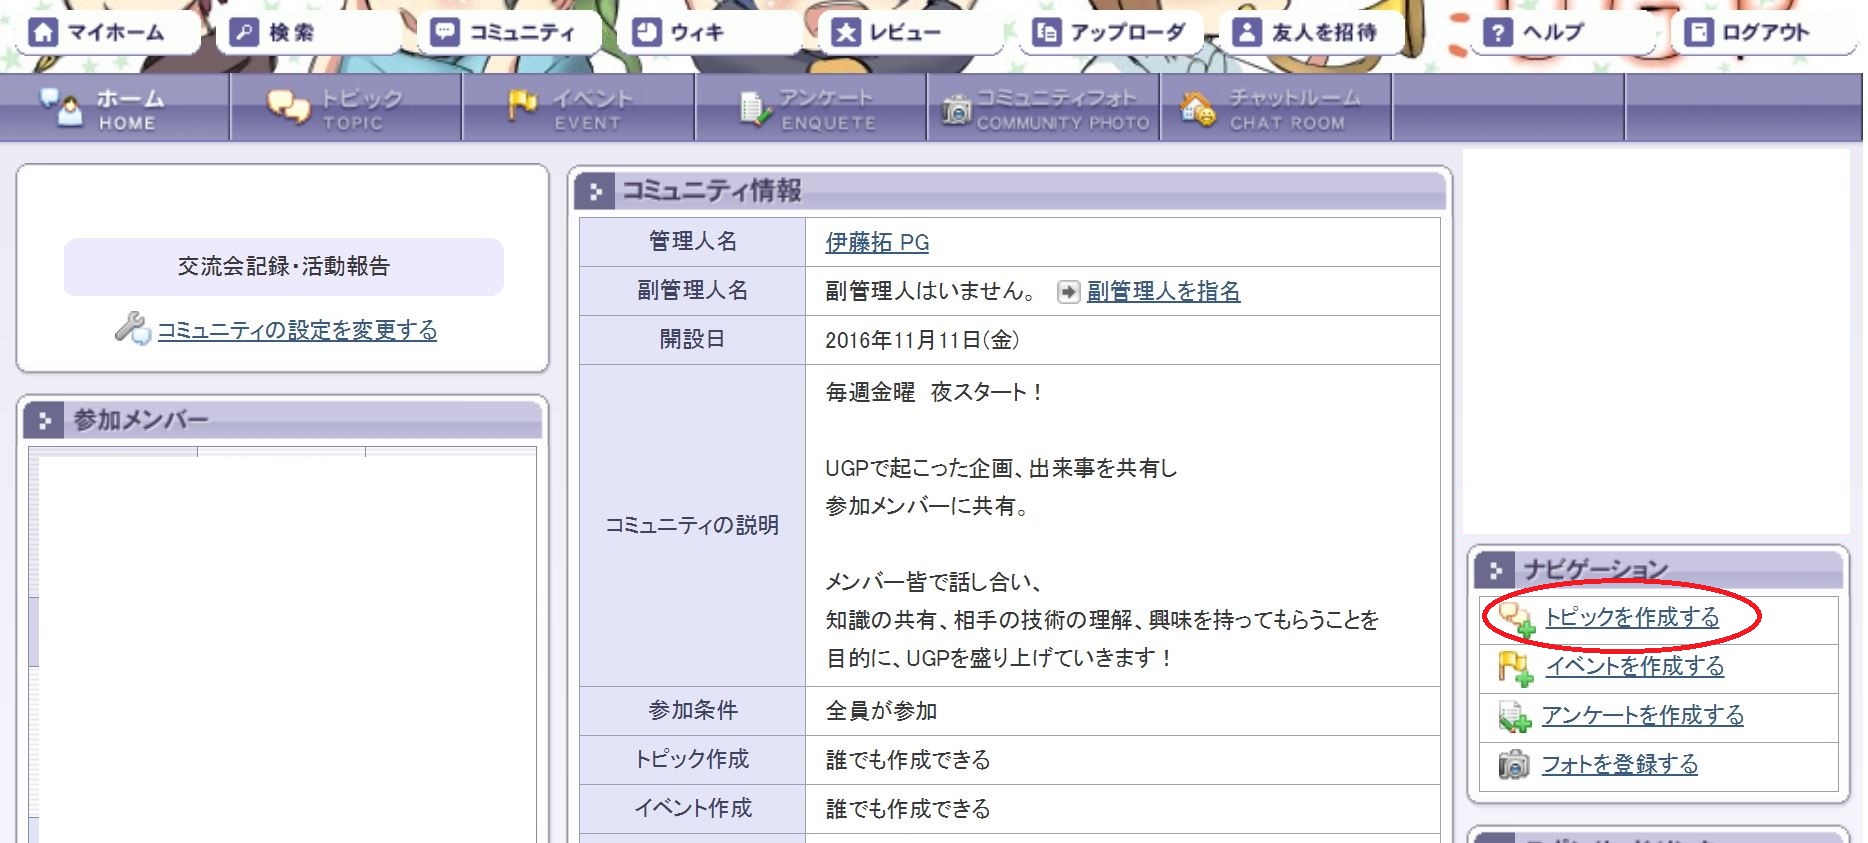 マイホーム
検索
コミュニティ
ウィキ
レビュー
アップローダ
友人を招待
ヘルプ
ログアウト
ホーム
HOME
トピック
TOPIC
イベント
EVENT
アンケート
ENQUETE
コミュニティフォト
COMMUNITY PHOTO
チャットルーム
CHAT ROOM
交流会記録・活動報告
コミュニティの設定を変更する
参加メンバー
コミュニティ情報
管理人名
伊藤拓 PG
副管理人名
副管理人はいません。 副管理人を指名
開設日
2016年11月11日(金)
コミュニティの説明
毎週金曜　夜スタート！
UGPで起こった企画、出来事を共有し
参加メンバーに共有。
メンバー皆で話し合い、
知識の共有、相手の技術の理解、興味を持ってもらうことを
目的に、UGPを盛り上げていきます！
参加条件
全員が参加
トピック作成
誰でも作成できる
イベント作成
誰でも作成できる
ナビゲーション
トピックを作成する
イベントを作成する
アンケートを作成する
フォトを登録する